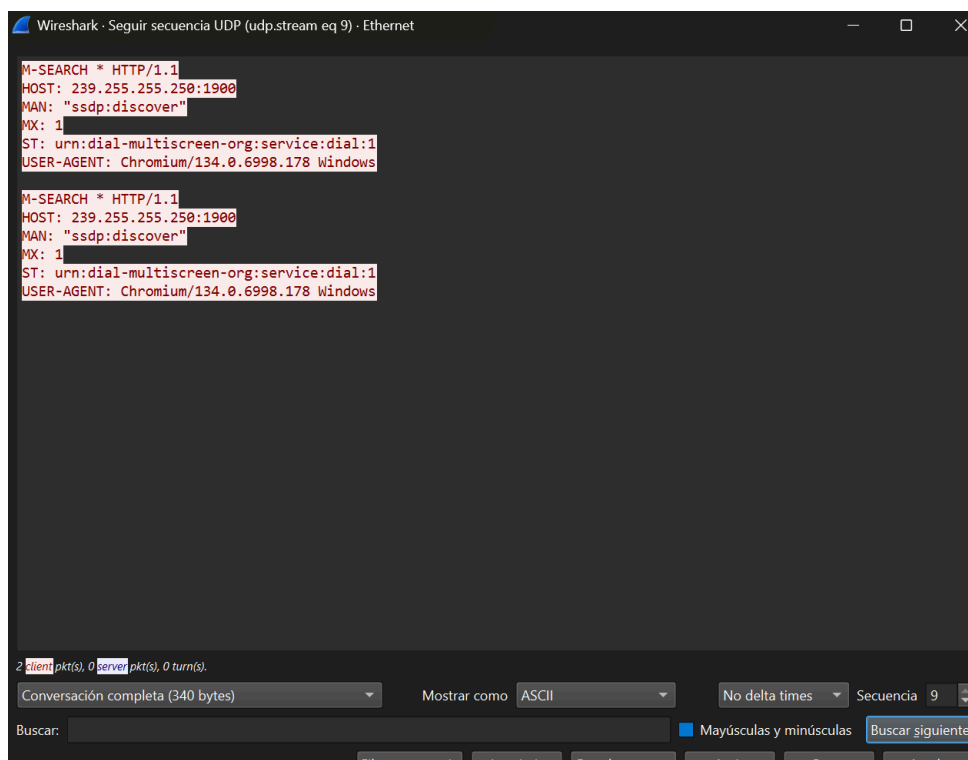 Wireshark · Seguir secuencia UDP (udp.stream eq 9) · Ethernet
M-SEARCH * HTTP/1.1
HOST: 239.255.255.250:1900
MAN: "ssdp:discover"
MX: 1
ST: urn:dial-multiscreen-org:service:dial:1
USER-AGENT: Chromium/134.0.6998.178 Windows
M-SEARCH * HTTP/1.1
HOST: 239.255.255.250:1900
MAN: "ssdp:discover"
MX: 1
ST: urn:dial-multiscreen-org:service:dial:1
USER-AGENT: Chromium/134.0.6998.178 Windows
2 client pkt(s), 0 server pkt(s), 0 turn(s).
Conversación completa (340 bytes) Mostrar como ASCII No delta times Secuencia 9
Buscar: Mayúsculas y minúsculas Buscar siguiente